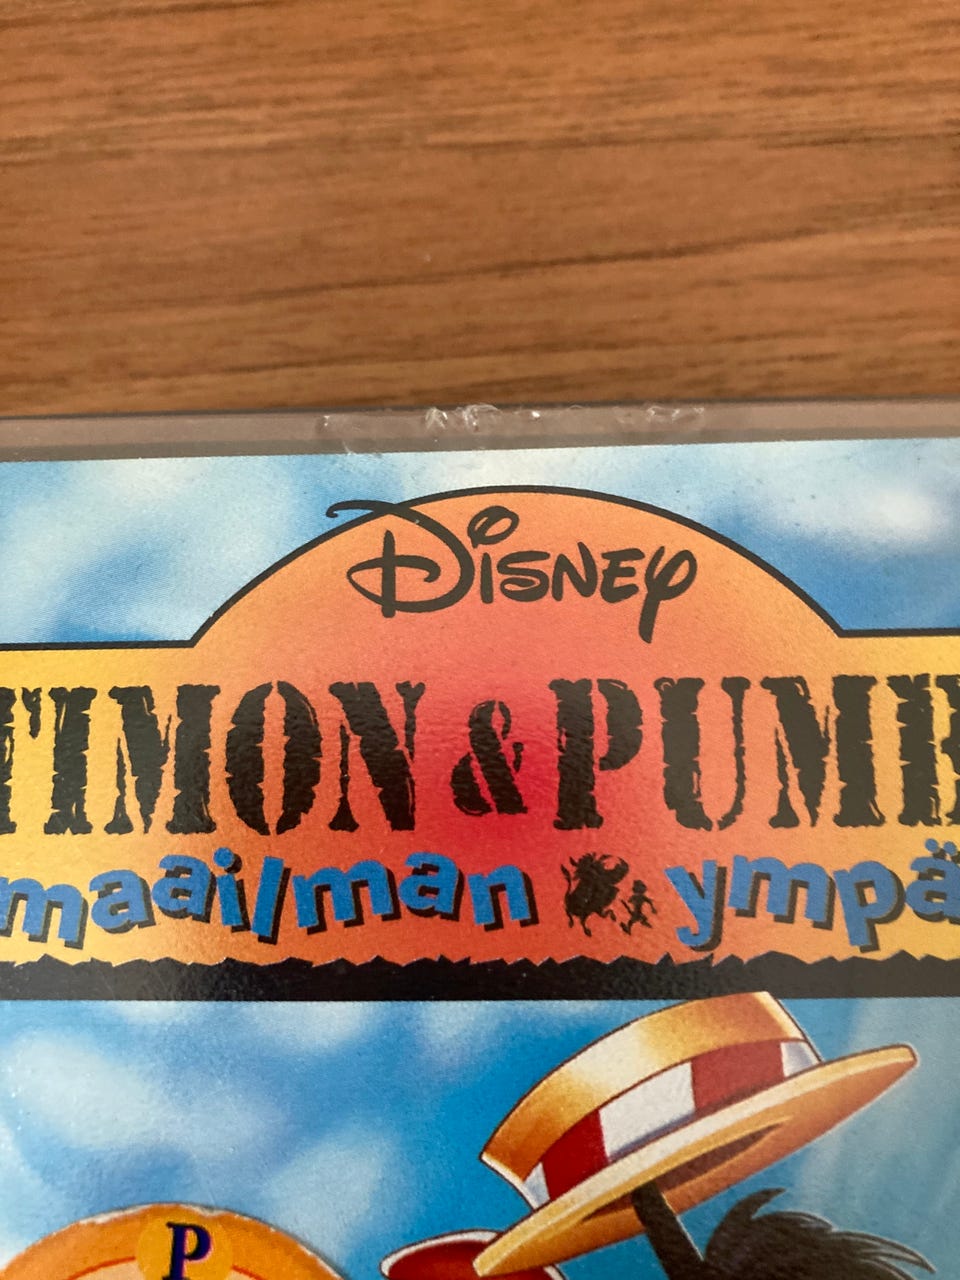 Disney
TIMON & PUMB
maailman ympä
P